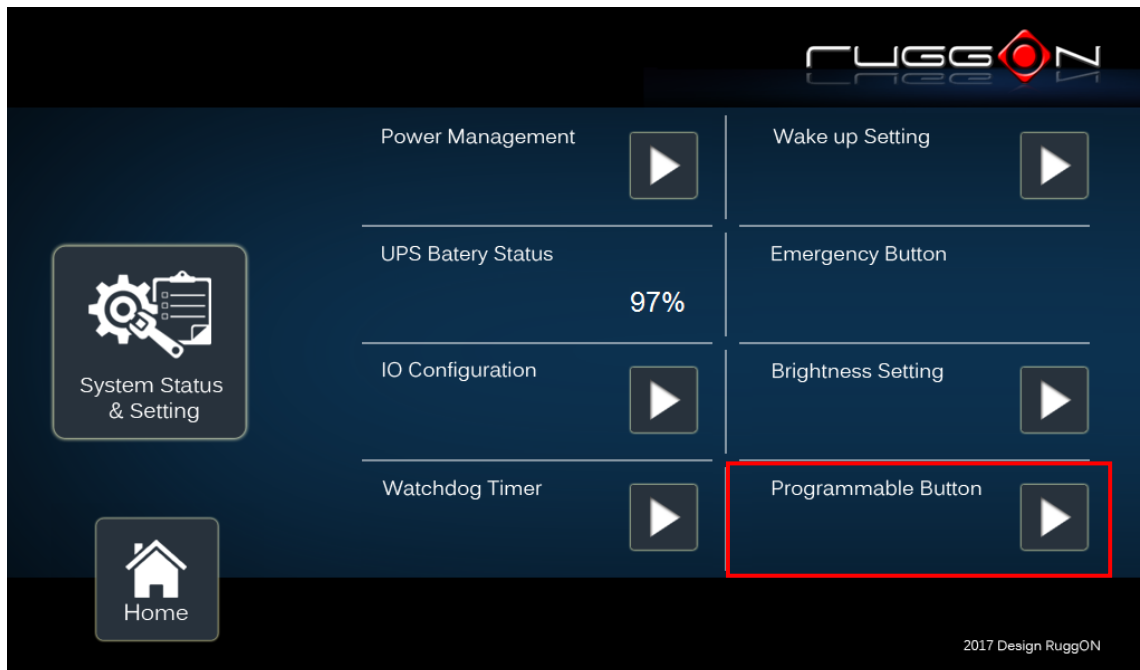 ruggON
Power Management
Wake up Setting
UPS Batery Status
97%
Emergency Button
System Status
& Setting
IO Configuration
Brightness Setting
Watchdog Timer
Programmable Button
Home
2017 Design RuggON